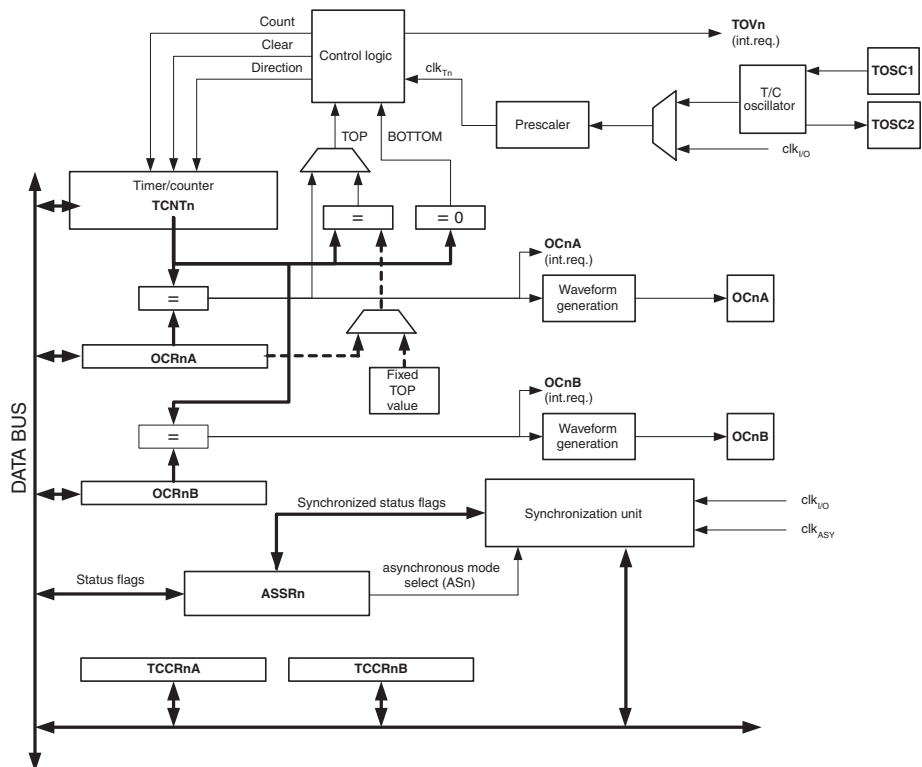 Count
Clear
Direction
Control logic
TOVn
(int.req.)
clkTn
TOSC1
T/C
oscillator
TOSC2
Prescaler
clkI/O
TOP
BOTTOM
Timer/counter
TCNTn
=
= 0
OCnA
(int.req.)
=
Waveform
generation
OCnA
OCRnA
Fixed
TOP
value
OCnB
(int.req.)
=
Waveform
generation
OCnB
DATA BUS
OCRnB
Synchronized status flags
Synchronization unit
clkI/O
clkASY
Status flags
ASSRn
asynchronous mode
select (ASn)
TCCRnA
TCCRnB